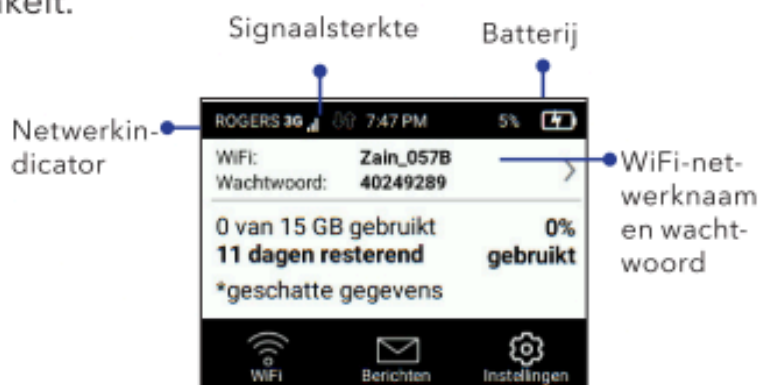 Signaalsterkte
Batterij
Netwerkin-
dicator
ROGERS 3G 7:47 PM 5%
WiFi: Zain_057B
Wachtwoord: 40249289
WiFi-net-
werknaam
en wacht-
woord
0 van 15 GB gebruikt 0%
11 dagen resterend gebruikt
*geschatte gegevens
WiFi Berichten Instellingen